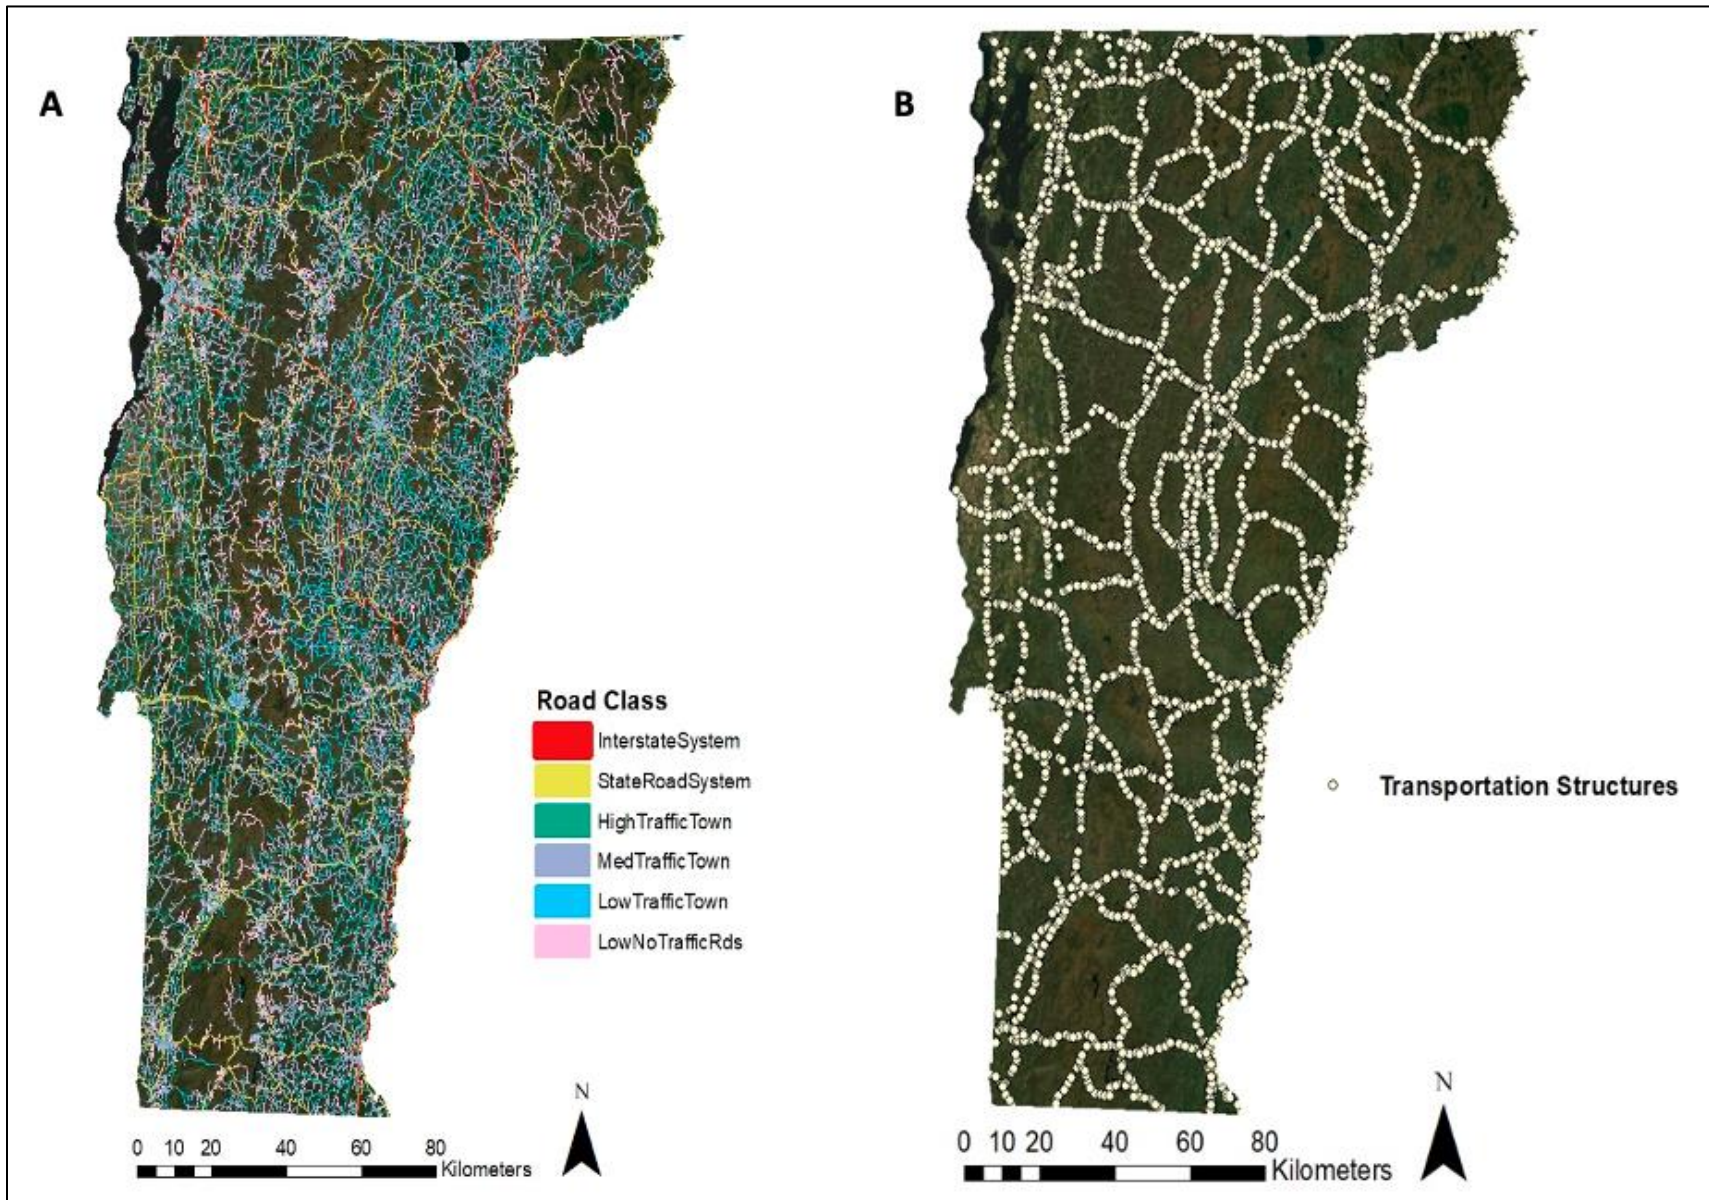 A
B
Road Class
InterstateSystem
StateRoadSystem
HighTrafficTown
MedTrafficTown
LowTrafficTown
LowNoTrafficRds
Transportation Structures
N
0 10 20 40 60 80
Kilometers
N
0 10 20 40 60 80
Kilometers